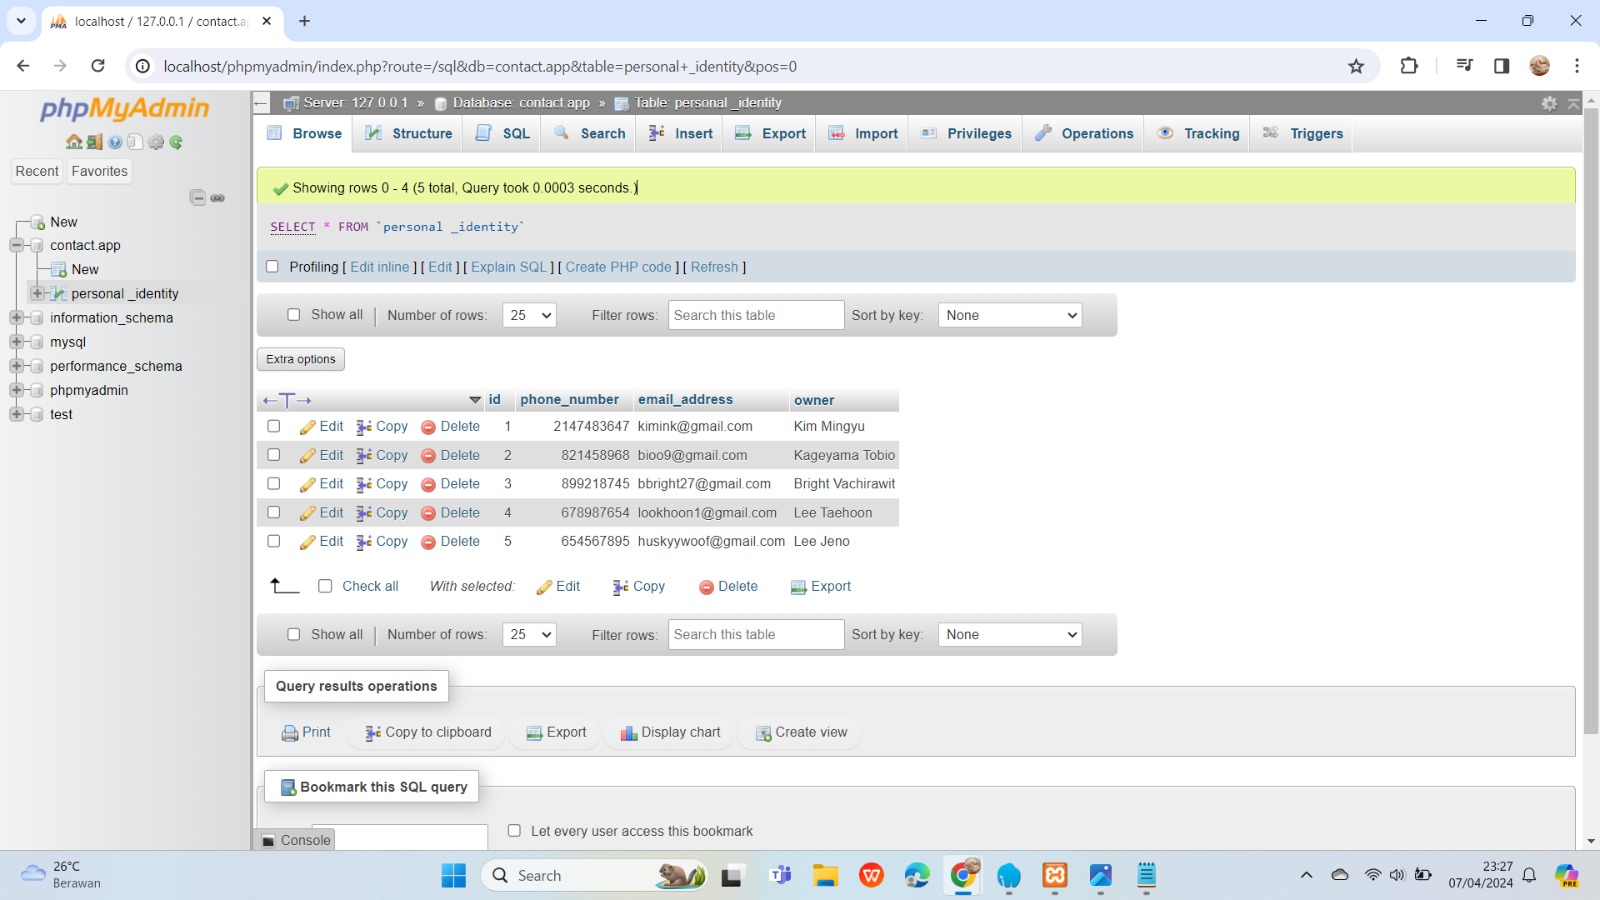 localhost / 127.0.0.1 / contact.a
localhost/phpmyadmin/index.php?route=/sql&db=contact.app&table=personal+_identity&pos=0
phpMyAdmin
Recent Favorites
New
contact.app
New
personal _identity
information_schema
mysql
performance_schema
phpmyadmin
test
Server: 127.0.0.1 » Database: contact.app » Table: personal _identity
Browse Structure SQL Search Insert Export Import Privileges Operations Tracking Triggers
Showing rows 0 - 4 (5 total, Query took 0.0003 seconds.)
SELECT * FROM `personal _identity`
Profiling [ Edit inline ] [ Edit ] [ Explain SQL ] [ Create PHP code ] [ Refresh ]
Show all Number of rows: 25 Filter rows: Search this table Sort by key: None
Extra options
id phone_number email_address owner
Edit Copy Delete 1 2147483647 kimink@gmail.com Kim Mingyu
Edit Copy Delete 2 821458968 bioo9@gmail.com Kageyama Tobio
Edit Copy Delete 3 899218745 bbright27@gmail.com Bright Vachirawit
Edit Copy Delete 4 678987654 lookhoon1@gmail.com Lee Taehoon
Edit Copy Delete 5 654567895 huskyywoof@gmail.com Lee Jeno
Check all With selected: Edit Copy Delete Export
Show all Number of rows: 25 Filter rows: Search this table Sort by key: None
Query results operations
Print Copy to clipboard Export Display chart Create view
Bookmark this SQL query
Let every user access this bookmark
Console
26°C
Berawan
Search
23:27
07/04/2024
PRE